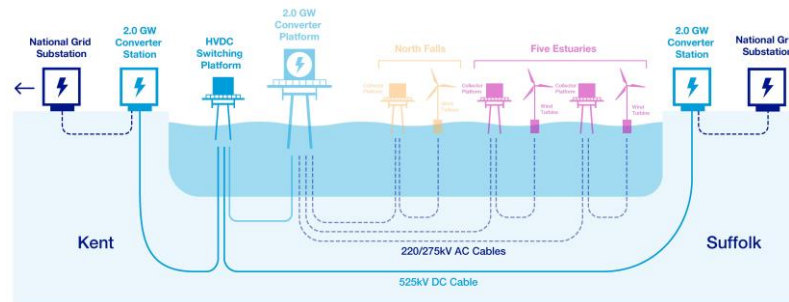 National Grid
Substation
2.0 GW
Converter
Station
HVDC
Switching
Platform
2.0 GW
Converter
Platform
North Falls
Collector
Platform
Wind
Turbine
Five Estuaries
Collector
Platform
Wind
Turbine
Collector
Platform
Wind
Turbine
2.0 GW
Converter
Station
National Gri
Substation
Kent
Suffolk
220/275kV AC Cables
525kV DC Cable